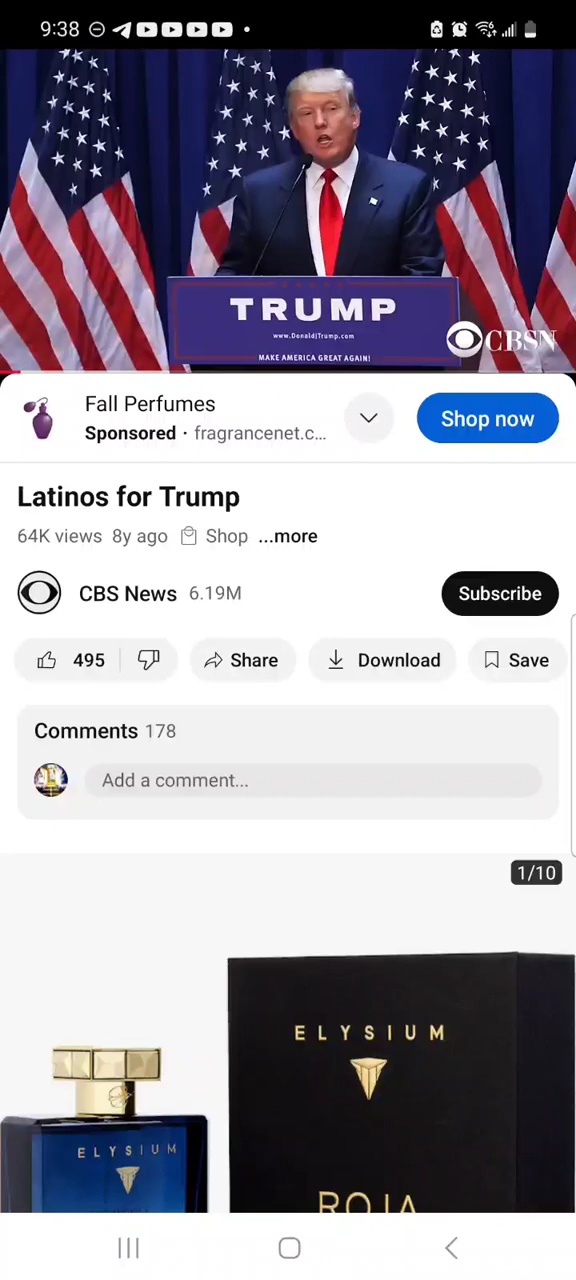 9:38
TRUMP
www.DonaldjTrump.com
MAKE AMERICA GREAT AGAIN!
CBSN
Fall Perfumes
Sponsored · fragrancenet.c...
Shop now
Latinos for Trump
64K views 8y ago Shop ...more
CBS News 6.19M
Subscribe
495
Share
Download
Save
Comments 178
Add a comment...
1/10
ELYSIUM
ELYSIUM
ROJA